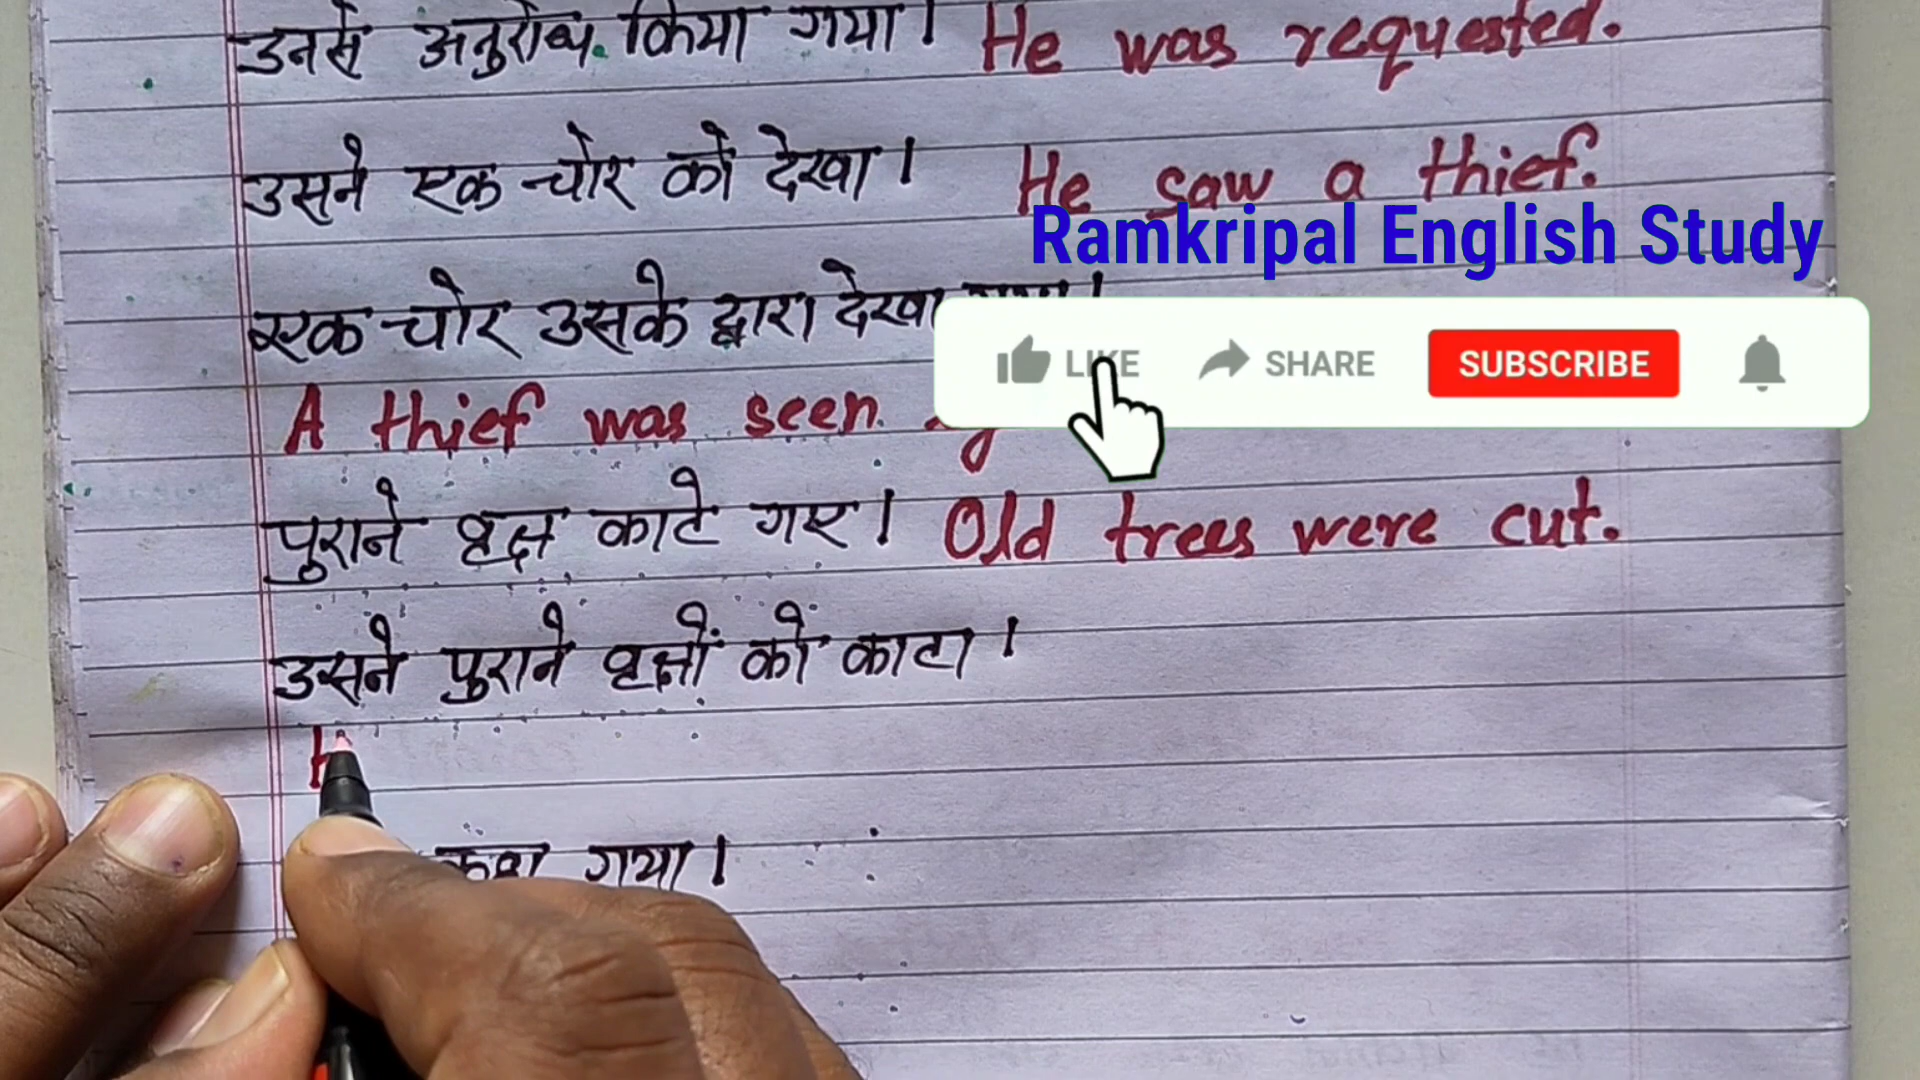 उनसे अनुरोध किया गया। He was requested.
उसने एक चोर को देखा। He saw a thief.
Ramkripal English Study
एक चोर उसके द्वारा देखा
LIKE SHARE SUBSCRIBE
A thief was seen
पुराने वृक्ष काटे गए। Old trees were cut.
उसने पुराने वृक्षों को काटा।
गया।